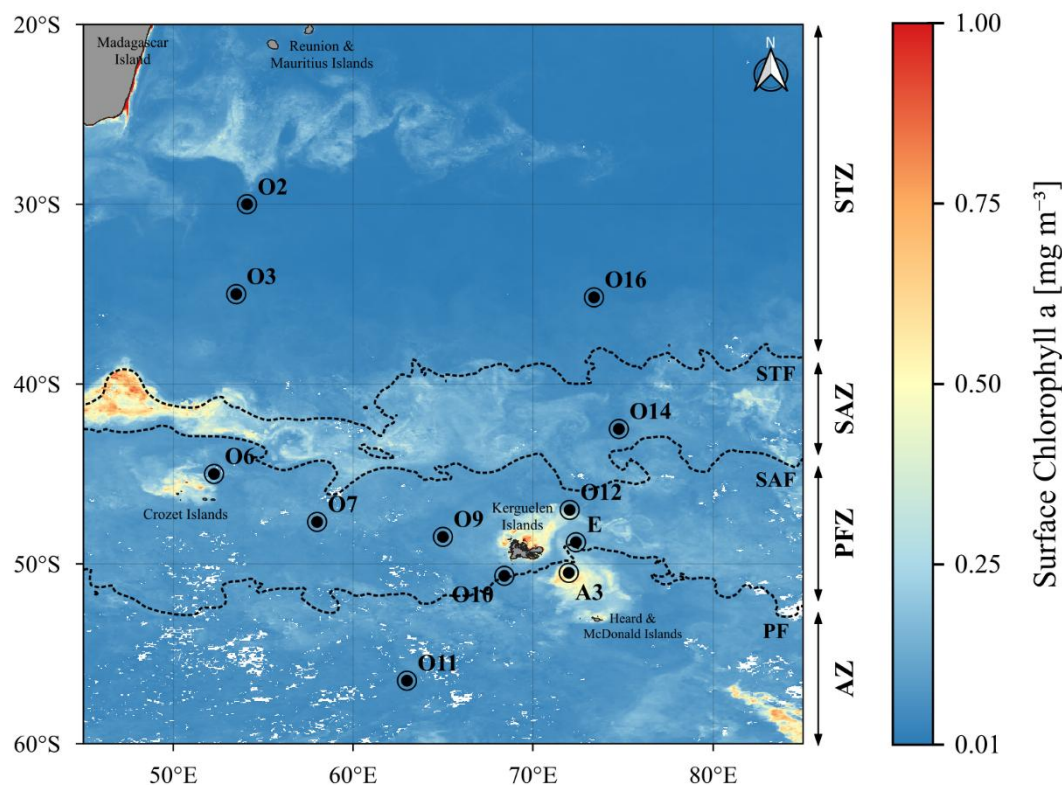 20°S
30°S
40°S
50°S
60°S
50°E
60°E
70°E
80°E
Madagascar
Island
Reunion &
Mauritius Islands
N
O2
O3
O16
STF
O14
O6
SAF
Crozet Islands
O7
O9
Kerguelen
Islands
O12
E
O10
A3
Heard &
McDonald Islands
PF
O11
STZ
SAZ
PFZ
AZ
1.00
0.75
0.50
0.25
0.01
Surface Chlorophyll a [mg m⁻³]